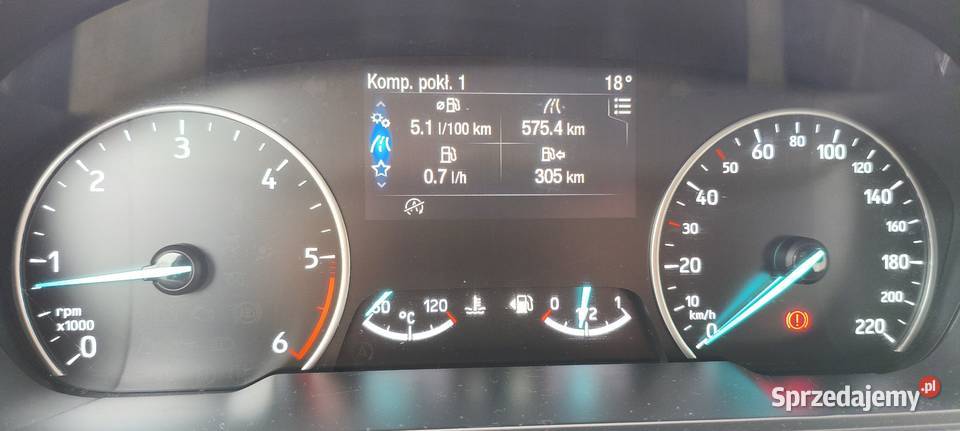 Komp. pokł. 1 18°
5.1 l/100 km 575.4 km
0.7 l/h 305 km
0 1 2 3 4 5 6
rpm
x1000
60 120
°C
0 1/2 1
0 10 20 30 40 50 60 80 100 120 140 160 180 200 220
km/h
Sprzedajemy.pl